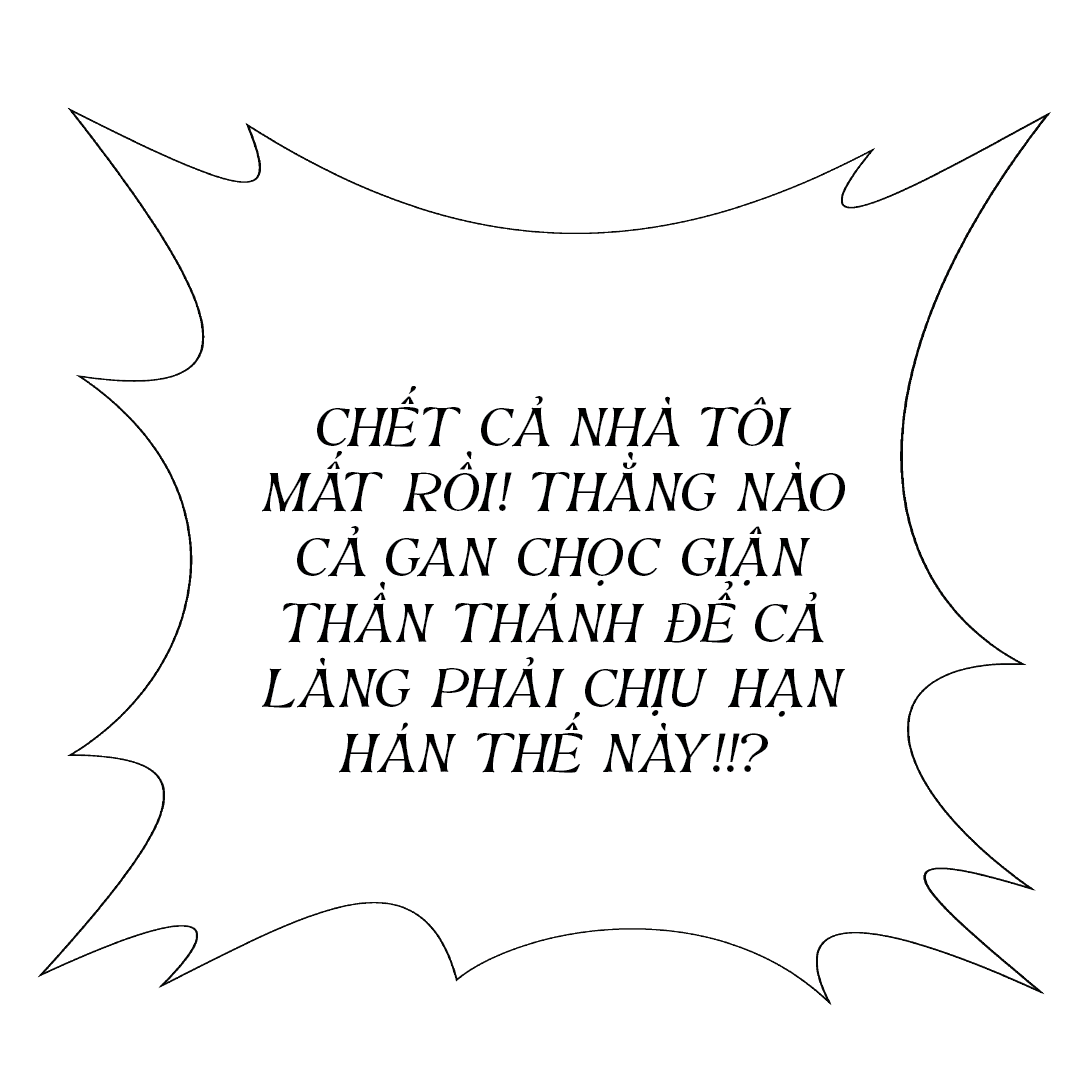 CHẾT CẢ NHÀ TÔI
MẤT RỒI! THẰNG NÀO
CẢ GAN CHỌC GIẬN
THẦN THÁNH ĐỂ CẢ
LÀNG PHẢI CHỊU HẠN
HÁN THẾ NÀY!!!?